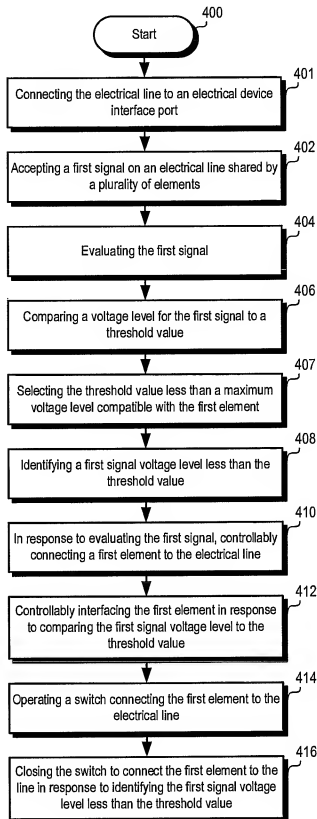 400
Start
401
Connecting the electrical line to an electrical device
interface port
402
Accepting a first signal on an electrical line shared by
a plurality of elements
404
Evaluating the first signal
406
Comparing a voltage level for the first signal to a
threshold value
407
Selecting the threshold value less than a maximum
voltage level compatible with the first element
408
Identifying a first signal voltage level less than the
threshold value
410
In response to evaluating the first signal, controllably
connecting a first element to the electrical line
412
Controllably interfacing the first element in response
to comparing the first signal voltage level to the
threshold value
414
Operating a switch connecting the first element to the
electrical line
416
Closing the switch to connect the first element to the
line in response to identifying the first signal voltage
level less than the threshold value